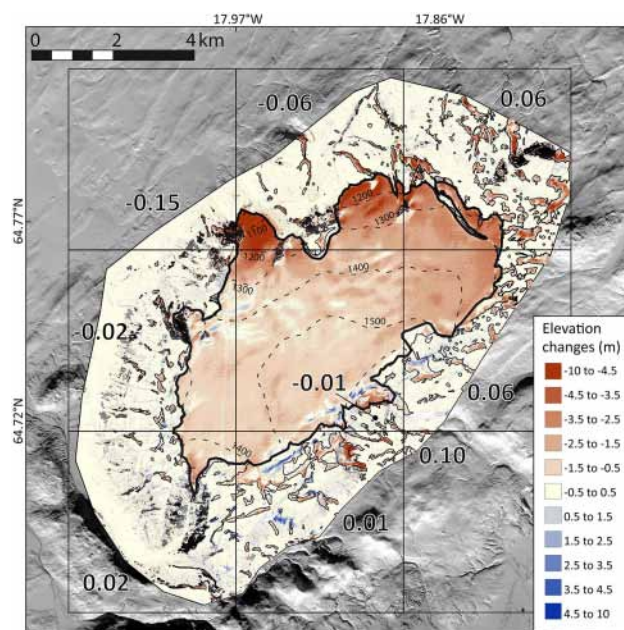 17.97°W
17.86°W
0
2
4
km
-0.06
0.06
-0.15
64.77°N
1200
1300
1100
1200
1400
1300
1500
-0.02
-0.01
0.06
64.72°N
1400
0.10
0.01
0.02
Elevation
changes (m)
-10 to -4.5
-4.5 to -3.5
-3.5 to -2.5
-2.5 to -1.5
-1.5 to -0.5
-0.5 to 0.5
0.5 to 1.5
1.5 to 2.5
2.5 to 3.5
3.5 to 4.5
4.5 to 10